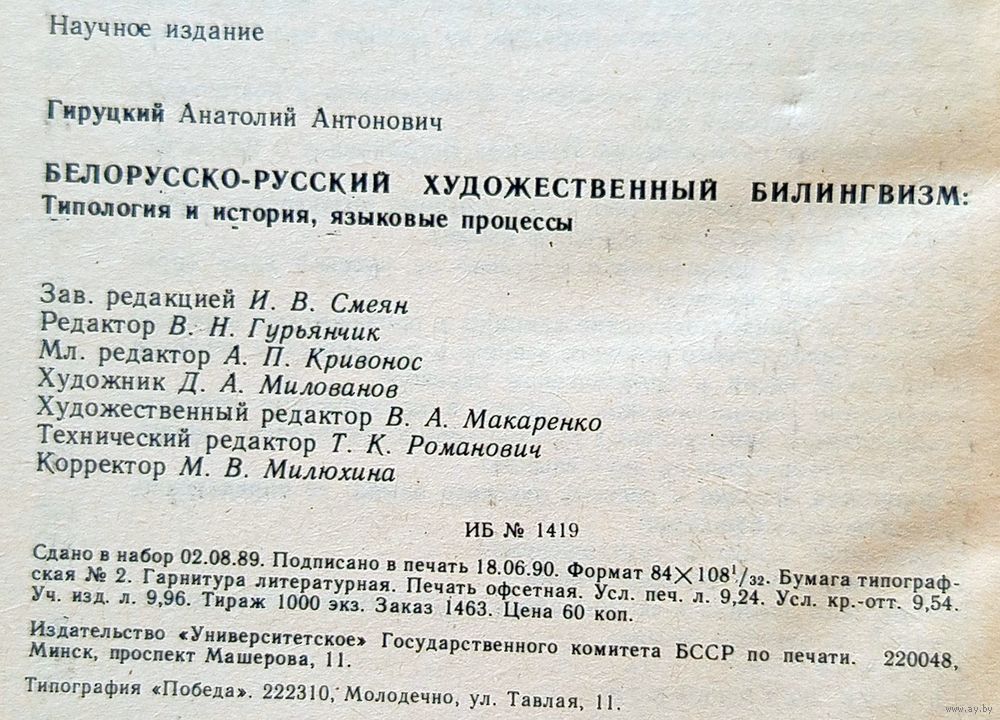 Научное издание
Гируцкий Анатолий Антонович
БЕЛОРУССКО-РУССКИЙ ХУДОЖЕСТВЕННЫЙ БИЛИНГВИЗМ:
Типология и история, языковые процессы
Зав. редакцией И. В. Смеян
Редактор В. Н. Гурьянчик
Мл. редактор А. П. Кривонос
Художник Д. А. Милованов
Художественный редактор В. А. Макаренко
Технический редактор Т. К. Романович
Корректор М. В. Милюхина
ИБ № 1419
Сдано в набор 02.08.89. Подписано в печать 18.06.90. Формат 84×108¹/₃₂. Бумага типограф-
ская № 2. Гарнитура литературная. Печать офсетная. Усл. печ. л. 9,24. Усл. кр.-отт. 9,54.
Уч. изд. л. 9,96. Тираж 1000 экз. Заказ 1463. Цена 60 коп.
Издательство «Университетское» Государственного комитета БССР по печати. 220048,
Минск, проспект Машерова, 11.
Типография «Победа». 222310, Молодечно, ул. Тавлая, 11.
www.ay.by